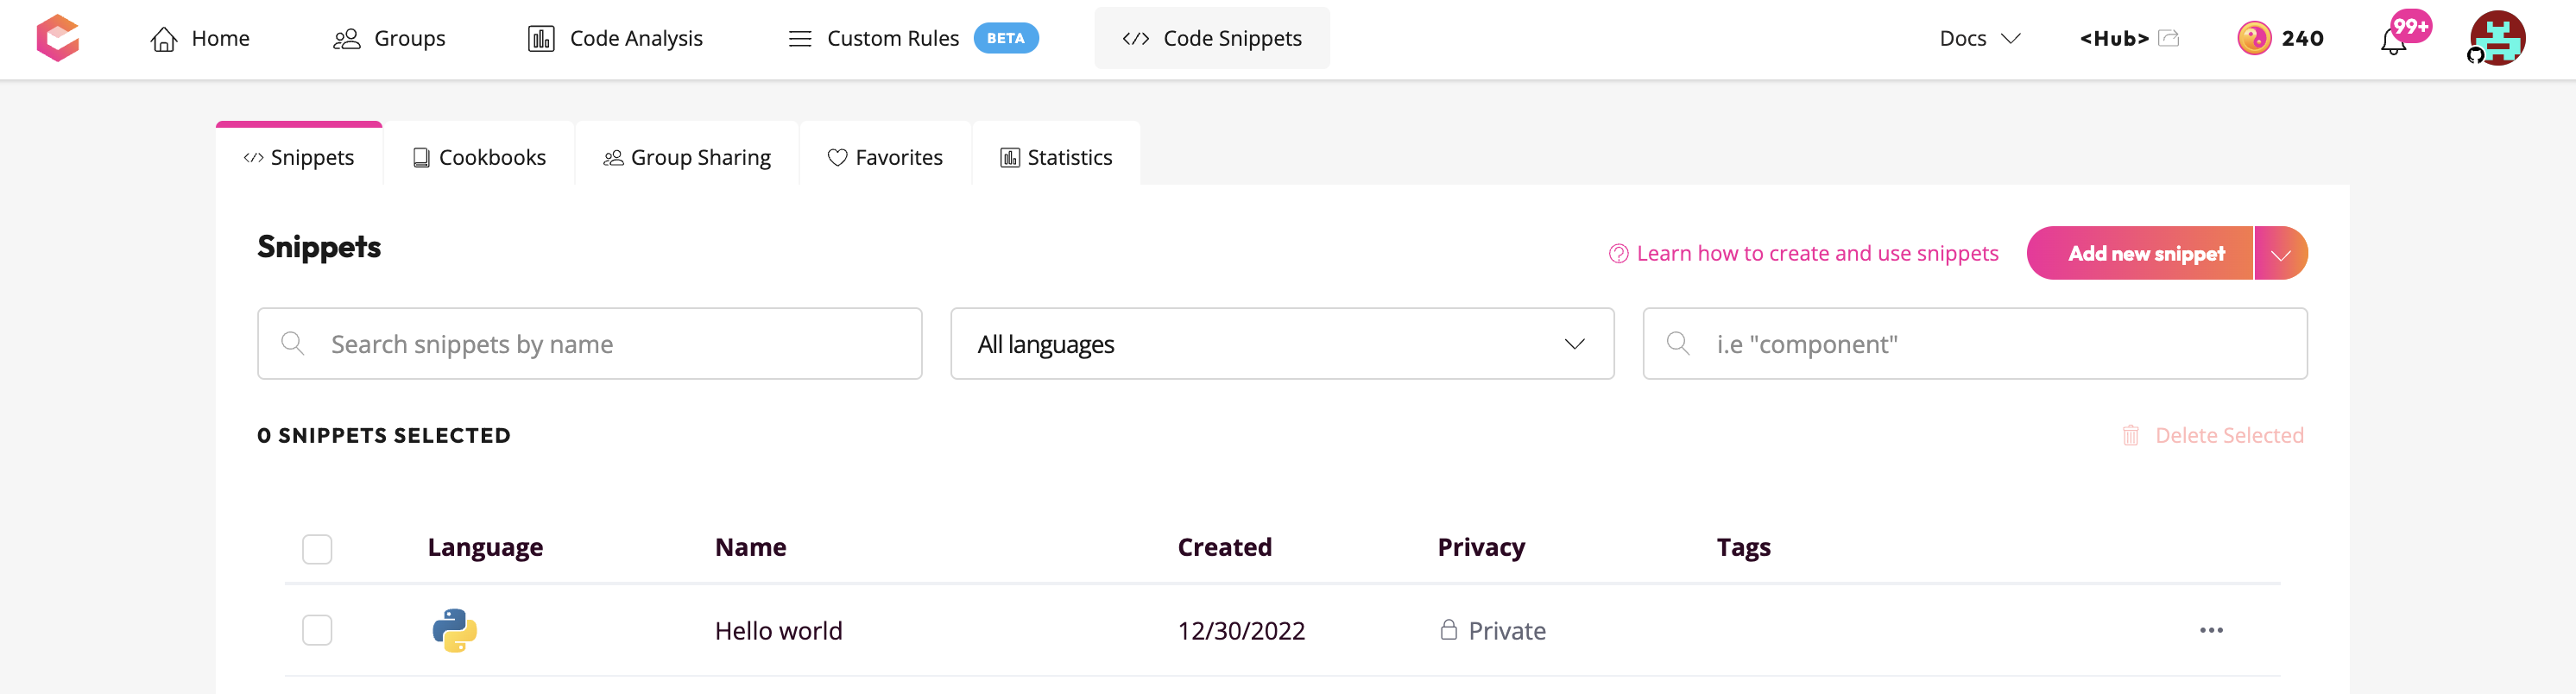 Home Groups Code Analysis Custom Rules BETA Code Snippets Docs <Hub> 240 99+
Snippets Cookbooks Group Sharing Favorites Statistics
Snippets Learn how to create and use snippets Add new snippet
Search snippets by name All languages i.e "component"
0 SNIPPETS SELECTED Delete Selected
Language Name Created Privacy Tags
Hello world 12/30/2022 Private